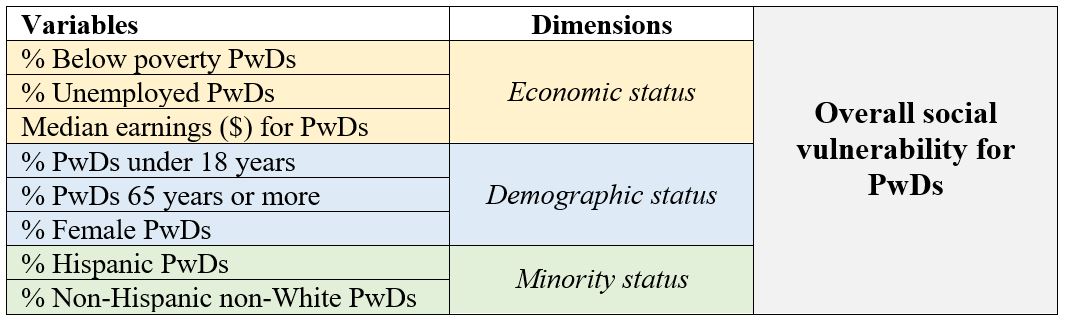 Variables
Dimensions
% Below poverty PwDs
% Unemployed PwDs
Median earnings ($) for PwDs
Economic status
% PwDs under 18 years
% PwDs 65 years or more
% Female PwDs
Demographic status
% Hispanic PwDs
% Non-Hispanic non-White PwDs
Minority status
Overall social
vulnerability for
PwDs